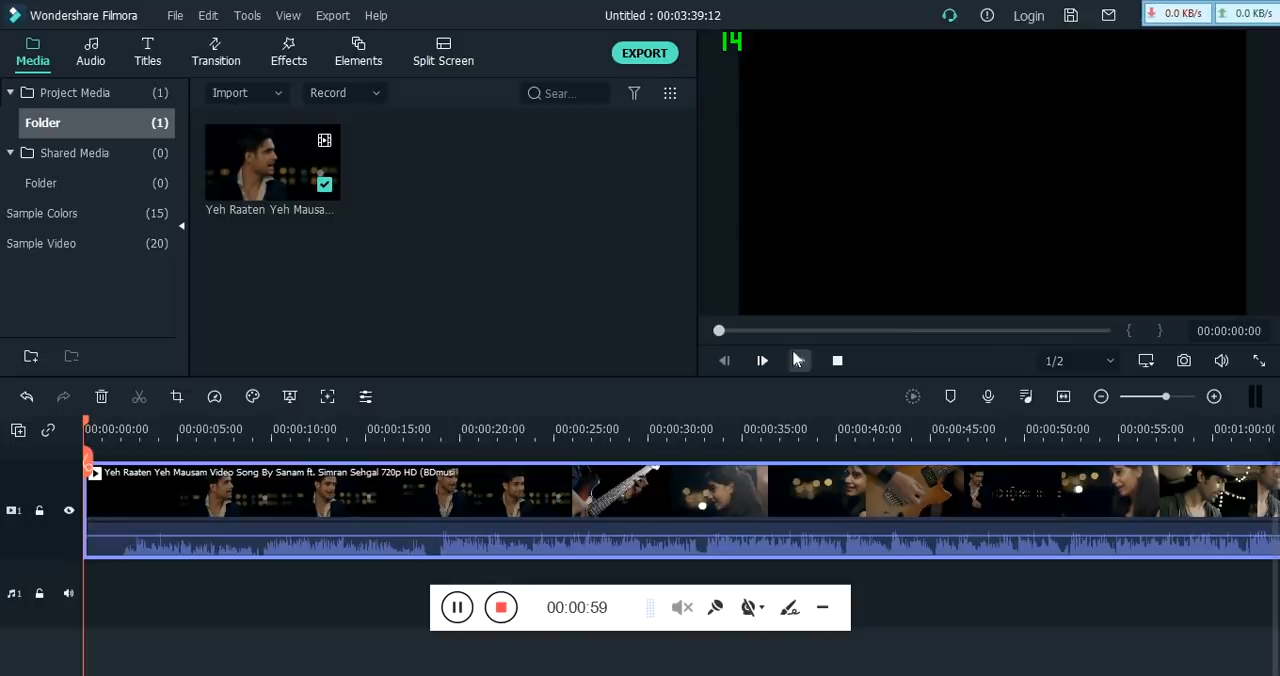 Wondershare Filmora File Edit Tools View Export Help Untitled : 00:03:39:12 Login 0.0 KB/s 0.0 KB/s
Media Audio Titles Transition Effects Elements Split Screen EXPORT 14
Project Media (1) Import Record Sear...
Folder (1)
Shared Media (0)
Folder (0)
Sample Colors (15) Yeh Raaten Yeh Mausa...
Sample Video (20)
00:00:00:00
1/2
00:00:00:00 00:00:05:00 00:00:10:00 00:00:15:00 00:00:20:00 00:00:25:00 00:00:30:00 00:00:35:00 00:00:40:00 00:00:45:00 00:00:50:00 00:00:55:00 00:01:00:0
Yeh Raaten Yeh Mausam Video Song By Sanam ft. Simran Sehgal 720p HD (BDmusi
1
1
00:00:59